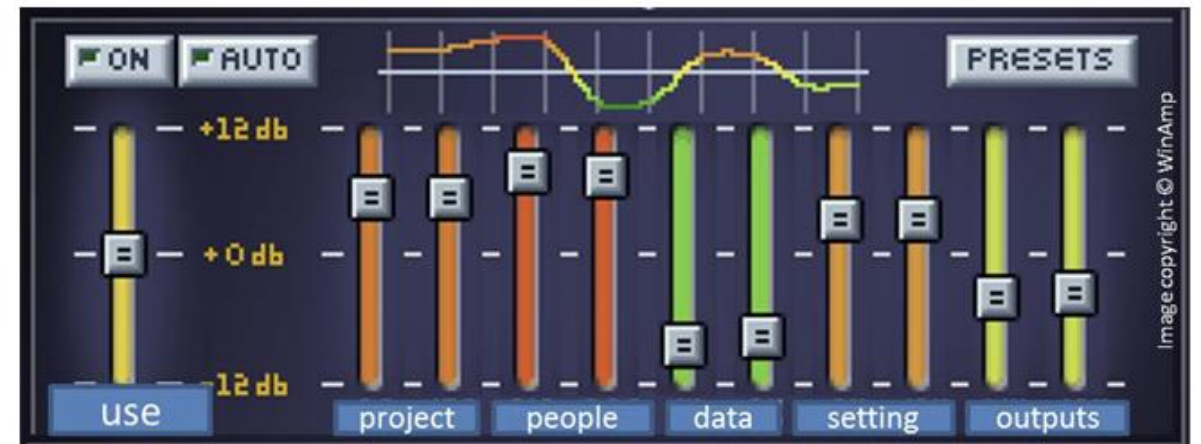 ON
AUTO
PRESETS
+12 db
+0 db
-12 db
use
project
people
data
setting
outputs
Image copyright © WinAmp